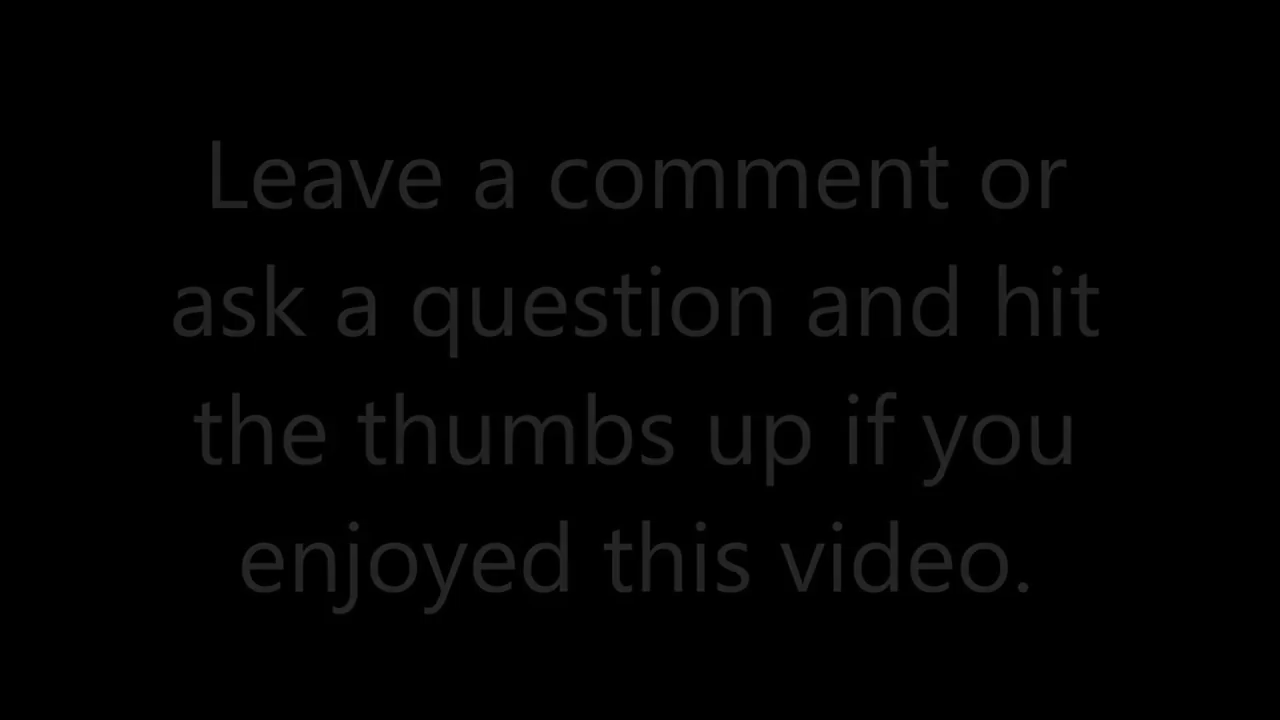 Leave a comment or
ask a question and hit
the thumbs up if you
enjoyed this video.